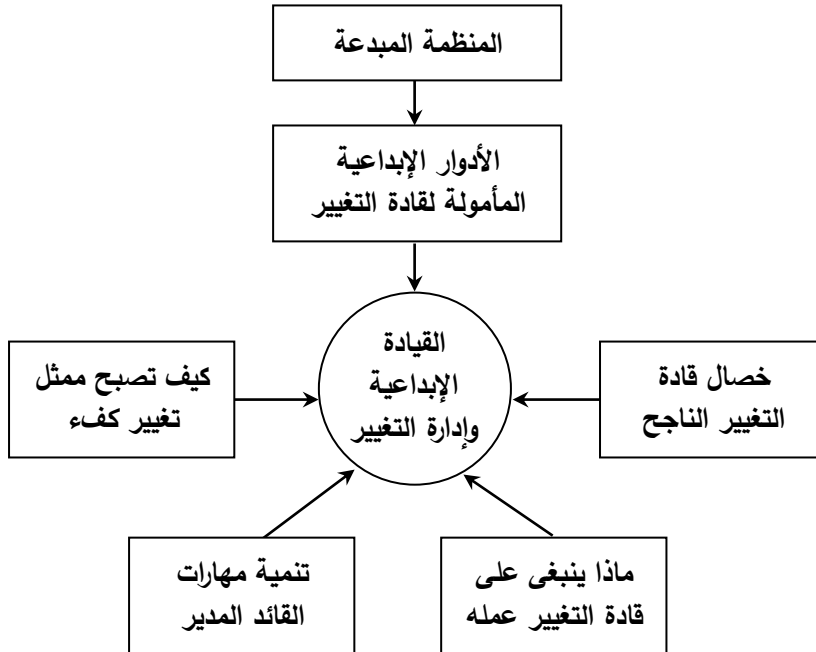 المنظمة المبدعة
الأدوار الإبداعية
المأمولة لقادة التغيير
القيادة
الإبداعية
وإدارة التغيير
خصال قادة
التغيير الناجح
كيف تصبح ممثل
تغيير كفء
ماذا ينبغى على
قادة التغيير عمله
تنمية مهارات
القائد المدير